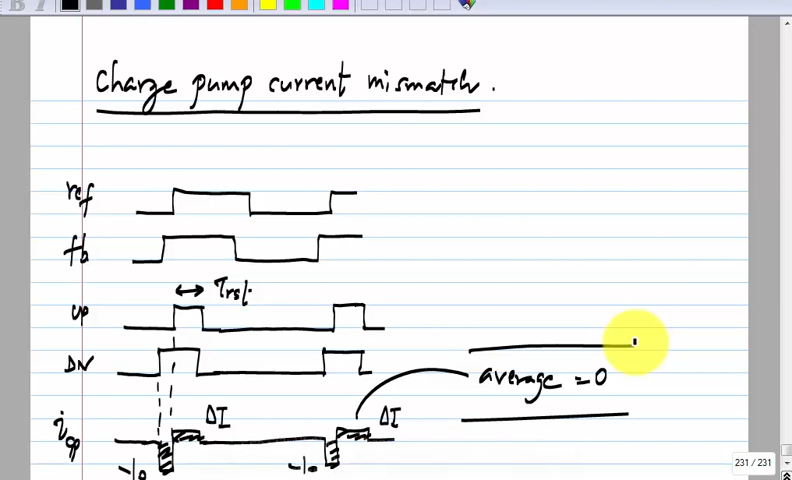 Charge pump current mismatch.
ref
fb
Trst.
UP
DN
average = 0
ΔI ΔI
icp
-Io -Io
231 / 231